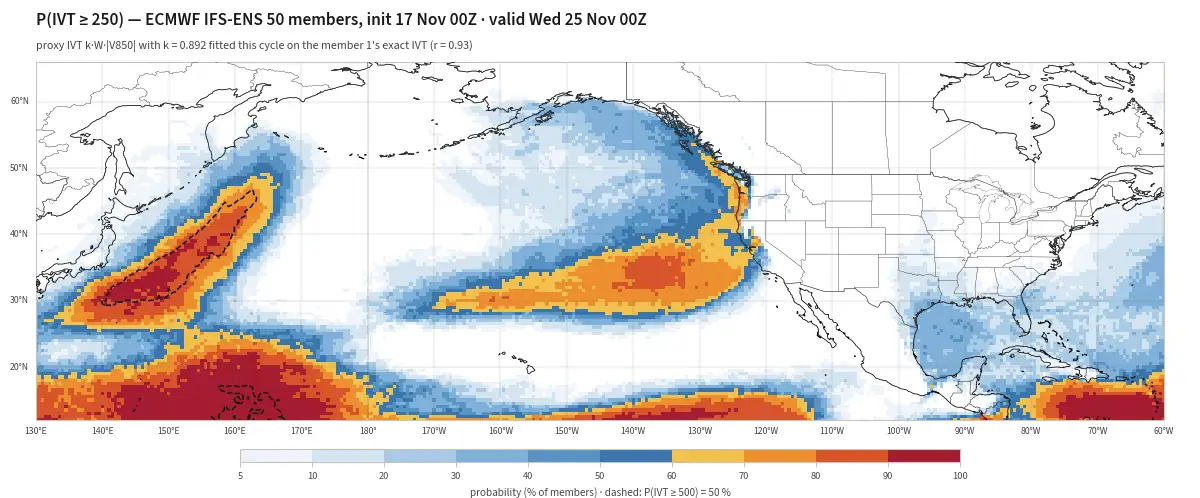 P(IVT ≥ 250) — ECMWF IFS-ENS 50 members, init 17 Nov 00Z · valid Wed 25 Nov 00Z
proxy IVT k·W·|V850| with k = 0.892 fitted this cycle on the member 1's exact IVT (r = 0.93)
60°N
50°N
40°N
30°N
20°N
130°E 140°E 150°E 160°E 170°E 180° 170°W 160°W 150°W 140°W 130°W 120°W 110°W 100°W 90°W 80°W 70°W 60°W
5 10 20 30 40 50 60 70 80 90 100
probability (% of members) · dashed: P(IVT ≥ 500) = 50 %